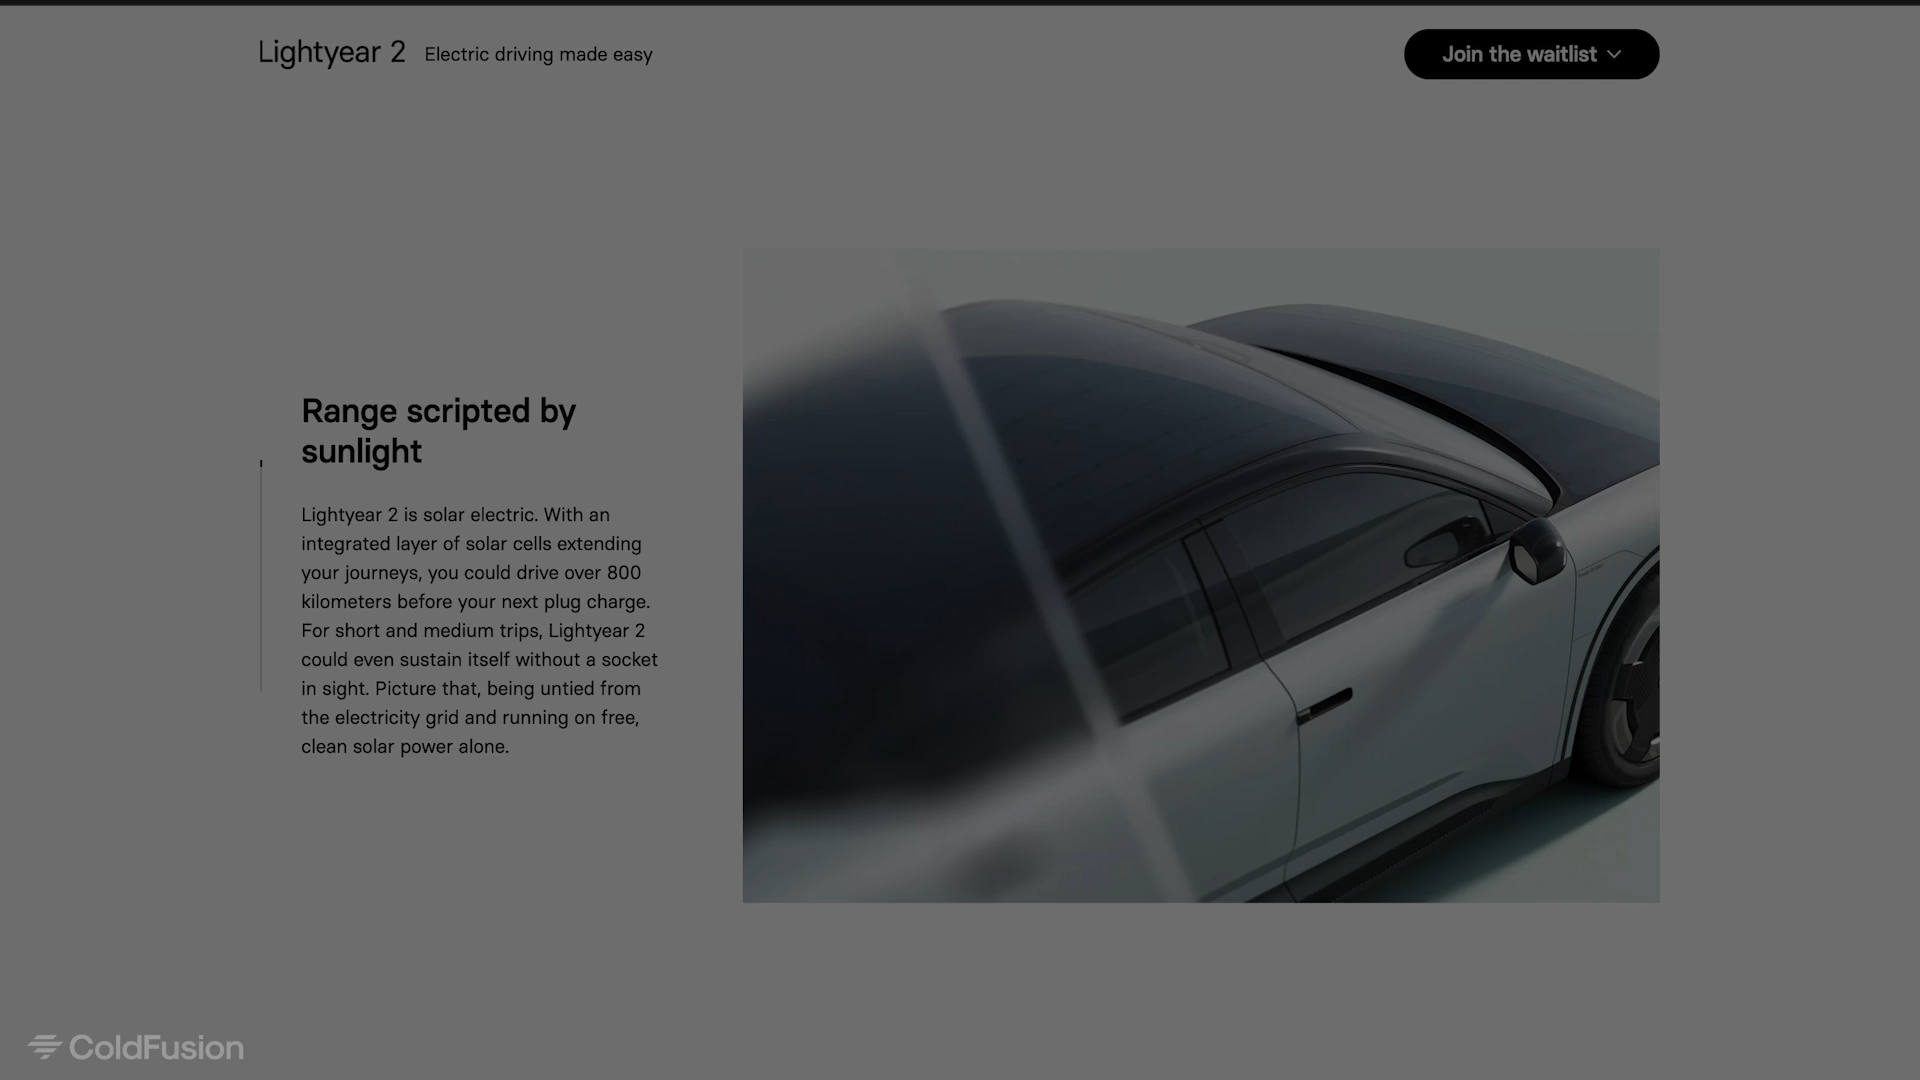 Lightyear 2 Electric driving made easy
Join the waitlist
Range scripted by
sunlight
Lightyear 2 is solar electric. With an
integrated layer of solar cells extending
your journeys, you could drive over 800
kilometers before your next plug charge.
For short and medium trips, Lightyear 2
could even sustain itself without a socket
in sight. Picture that, being untied from
the electricity grid and running on free,
clean solar power alone.
ColdFusion